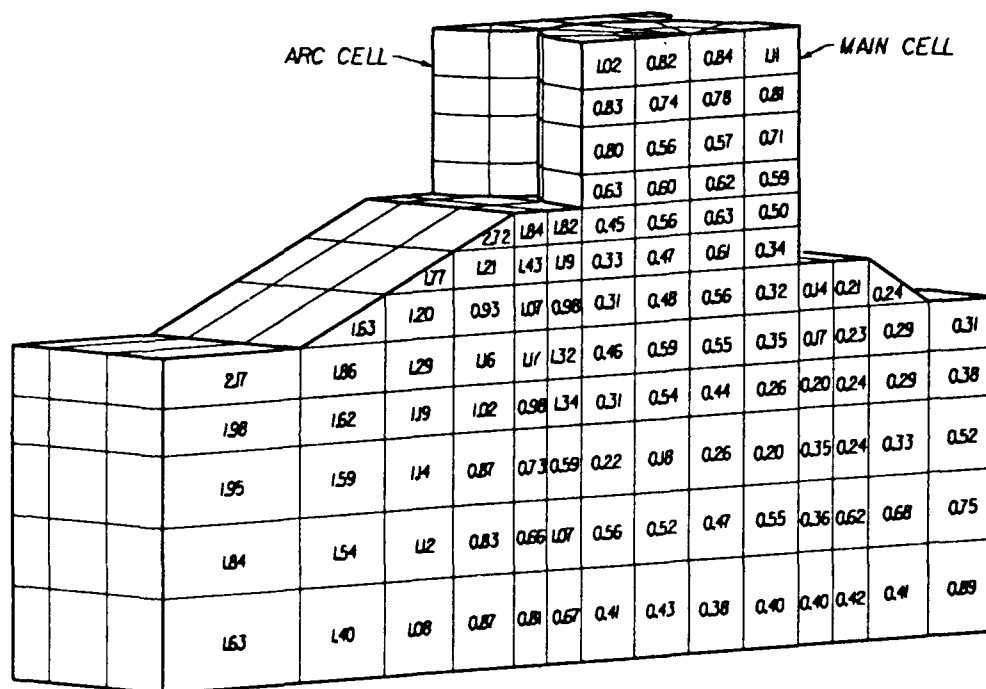 ARC CELL
MAIN CELL
1.02 0.82 0.84 1.11
0.83 0.74 0.78 0.81
0.80 0.56 0.57 0.71
0.63 0.60 0.62 0.59
2.72 1.84 1.82 0.45 0.56 0.63 0.50
1.77 1.21 1.43 1.19 0.33 0.47 0.61 0.34
1.63 1.20 0.93 1.07 0.98 0.31 0.48 0.56 0.32 0.14 0.21 0.24
2.17 1.86 1.29 1.16 1.17 1.32 0.46 0.59 0.55 0.35 0.17 0.23 0.29 0.31
1.98 1.62 1.19 1.02 0.98 1.34 0.31 0.54 0.44 0.26 0.20 0.24 0.29 0.38
1.95 1.59 1.14 0.87 0.73 0.59 0.22 0.18 0.26 0.20 0.35 0.24 0.33 0.52
1.84 1.54 1.12 0.83 0.66 1.07 0.56 0.52 0.47 0.55 0.36 0.62 0.68 0.75
1.63 1.40 1.08 0.87 0.81 0.67 0.41 0.43 0.38 0.40 0.40 0.42 0.41 0.89